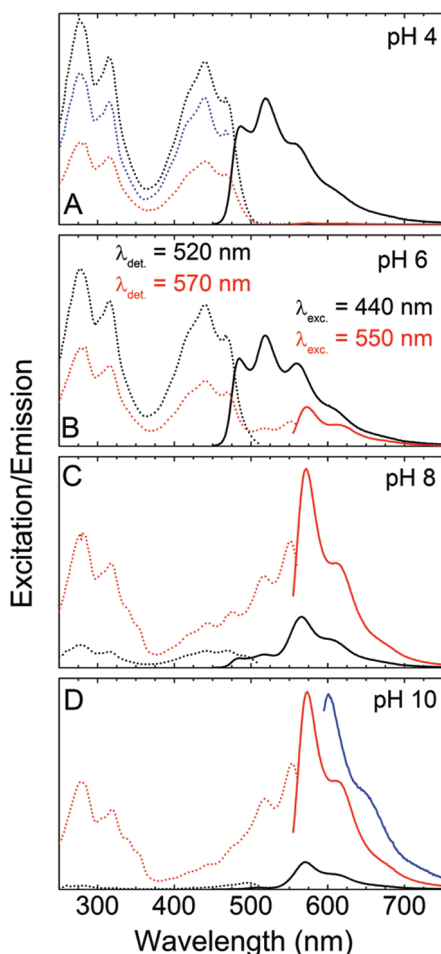 pH 4
A
λdet. = 520 nm
pH 6
λdet. = 570 nm
λexc. = 440 nm
λexc. = 550 nm
B
C
pH 8
D
pH 10
Excitation/Emission
300
400
500
600
700
Wavelength (nm)